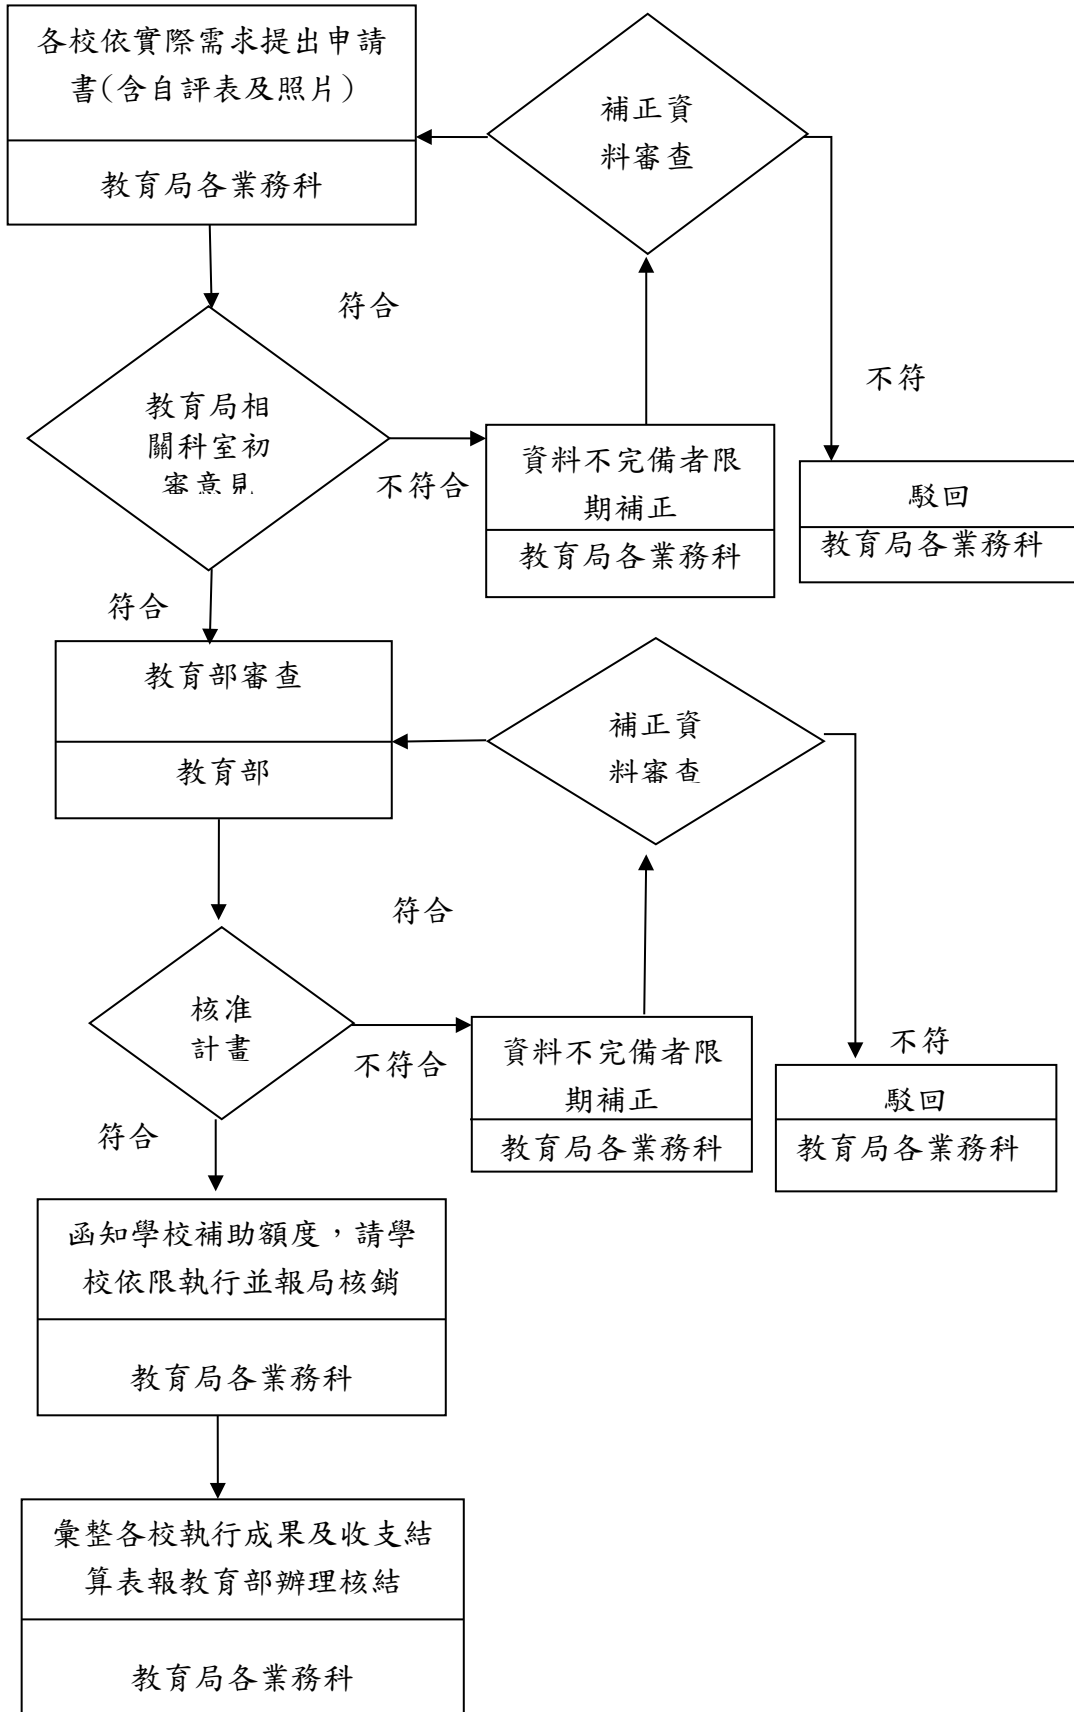 各校依實際需求提出申請
書(含自評表及照片)
教育局各業務科
補正資
料審查
符合
不符
教育局相
關科室初
審意見
不符合
資料不完備者限
期補正
教育局各業務科
駁回
教育局各業務科
符合
教育部審查
教育部
補正資
料審查
符合
核准
計畫
不符合
資料不完備者限
期補正
教育局各業務科
不符
駁回
教育局各業務科
符合
函知學校補助額度，請學
校依限執行並報局核銷
教育局各業務科
彙整各校執行成果及收支結
算表報教育部辦理核結
教育局各業務科